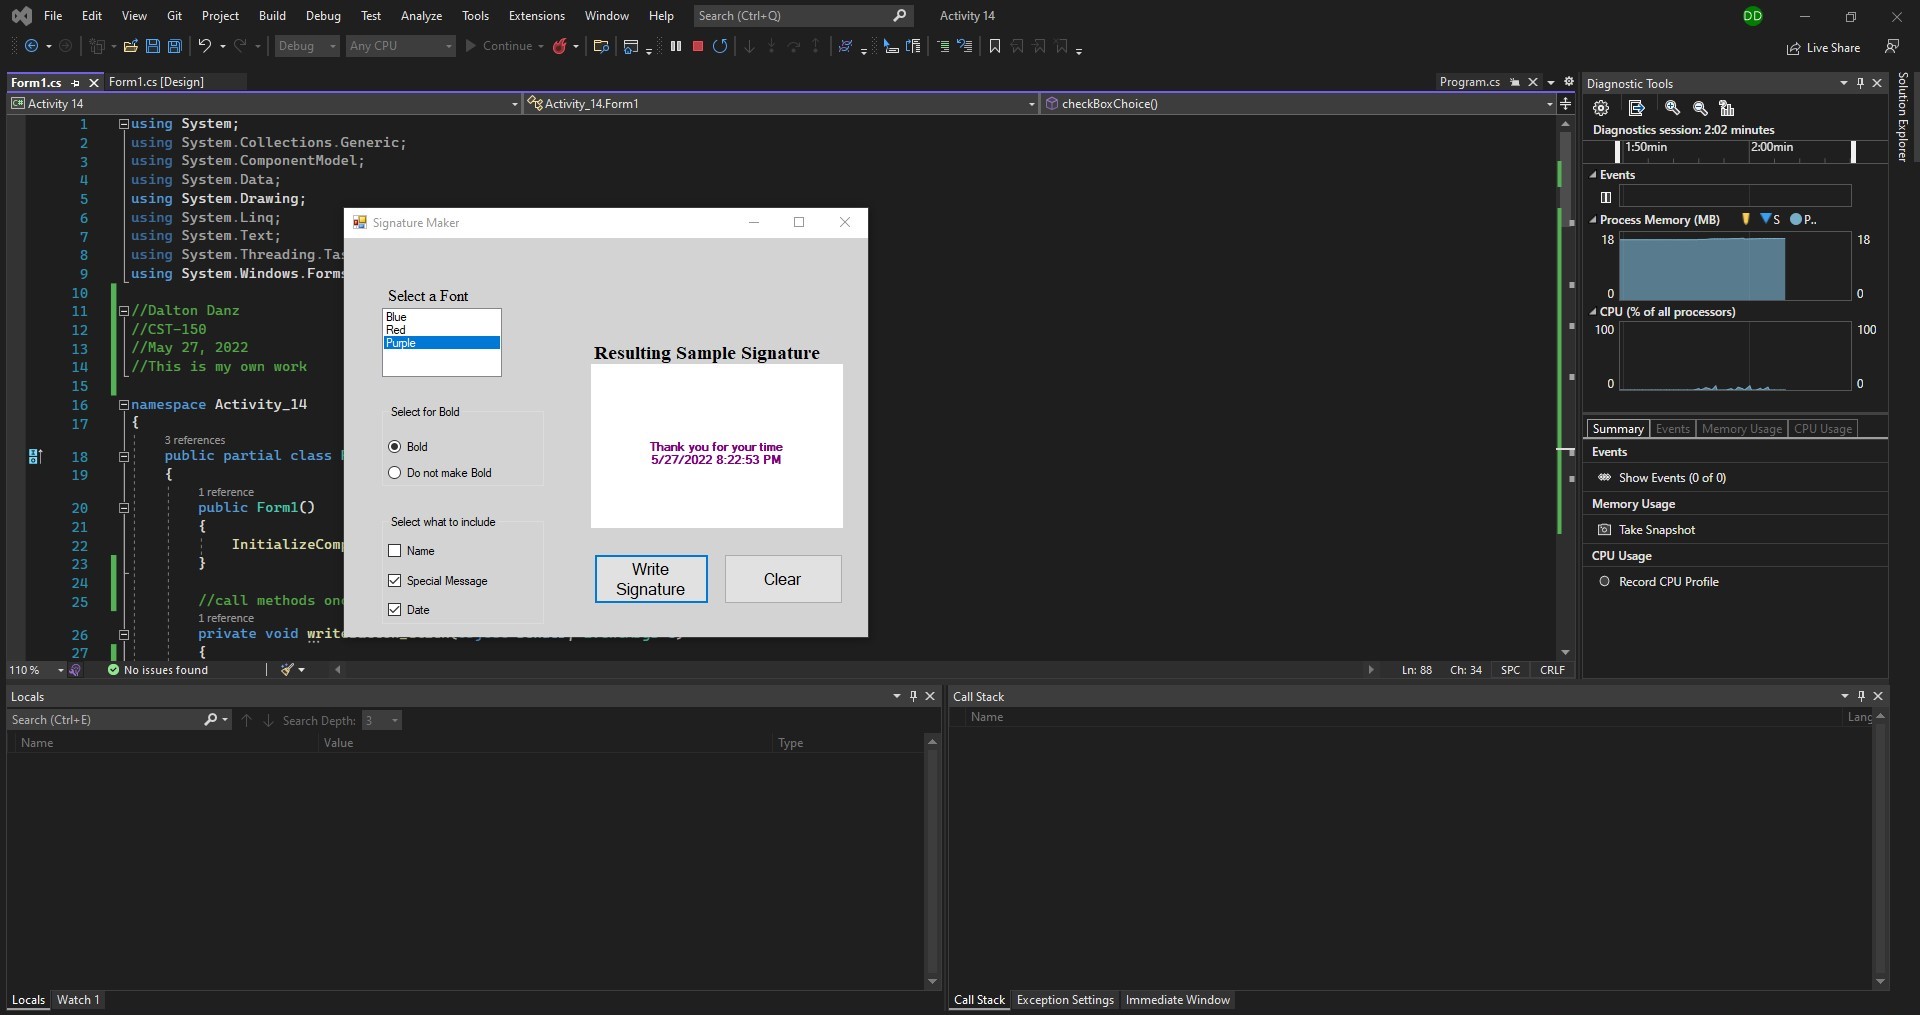 File Edit View Git Project Build Debug Test Analyze Tools Extensions Window Help Search (Ctrl+Q) Activity 14 DD
Debug Any CPU Continue Live Share
Form1.cs Form1.cs [Design] Program.cs
C# Activity 14 Activity_14.Form1 checkBoxChoice()
1 using System;
2 using System.Collections.Generic;
3 using System.ComponentModel;
4 using System.Data;
5 using System.Drawing;
6 using System.Linq;
7 using System.Text;
8 using System.Threading.Tas
9 using System.Windows.Forms
10
11 //Dalton Danz
12 //CST-150
13 //May 27, 2022
14 //This is my own work
15
16 namespace Activity_14
17 {
3 references
18 public partial class
19 {
1 reference
20 public Form1()
21 {
22 InitializeComp
23 }
24
25 //call methods onc
1 reference
26 private void write
27 {
110 % No issues found Ln: 88 Ch: 34 SPC CRLF
Signature Maker
Select a Font
Blue
Red
Purple
Select for Bold
Bold
Do not make Bold
Select what to include
Name
Special Message
Date
Resulting Sample Signature
Thank you for your time
5/27/2022 8:22:53 PM
Write
Signature
Clear
Diagnostic Tools
Diagnostics session: 2:02 minutes
1:50min 2:00min
Events
Process Memory (MB) S P..
18 18
0 0
CPU (% of all processors)
100 100
0 0
Summary Events Memory Usage CPU Usage
Events
Show Events (0 of 0)
Memory Usage
Take Snapshot
CPU Usage
Record CPU Profile
Solution Explorer
Locals
Search (Ctrl+E) Search Depth: 3
Name Value Type
Locals Watch 1
Call Stack
Name Lang
Call Stack Exception Settings Immediate Window